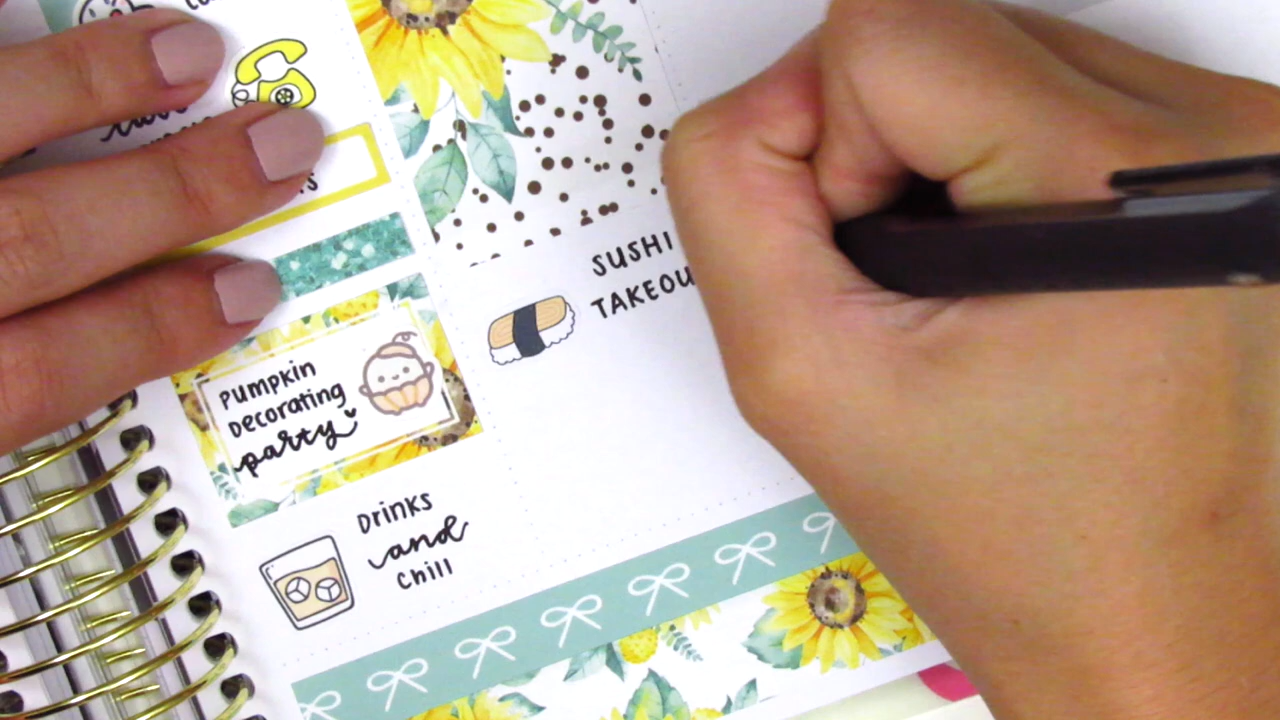 Pumpkin
Decorating
party
Drinks
and
Chill
SUSHI
TAKEOU